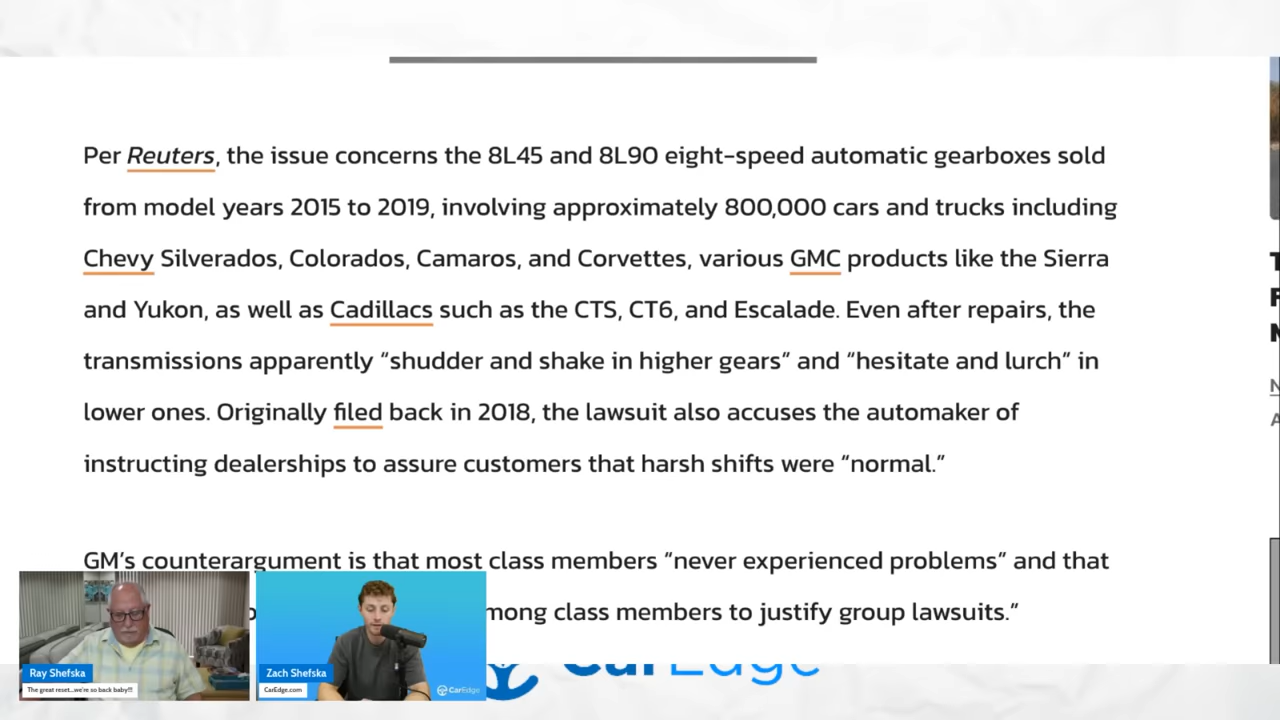 Per Reuters, the issue concerns the 8L45 and 8L90 eight-speed automatic gearboxes sold
from model years 2015 to 2019, involving approximately 800,000 cars and trucks including
Chevy Silverados, Colorados, Camaros, and Corvettes, various GMC products like the Sierra
and Yukon, as well as Cadillacs such as the CTS, CT6, and Escalade. Even after repairs, the
transmissions apparently “shudder and shake in higher gears” and “hesitate and lurch” in
lower ones. Originally filed back in 2018, the lawsuit also accuses the automaker of
instructing dealerships to assure customers that harsh shifts were “normal.”
GM’s counterargument is that most class members “never experienced problems” and that
class members to justify group lawsuits.”
Ray Shefska
The great reset...we're so back baby!!!
Zach Shefska
CarEdge.com
CarEdge
CarEdge